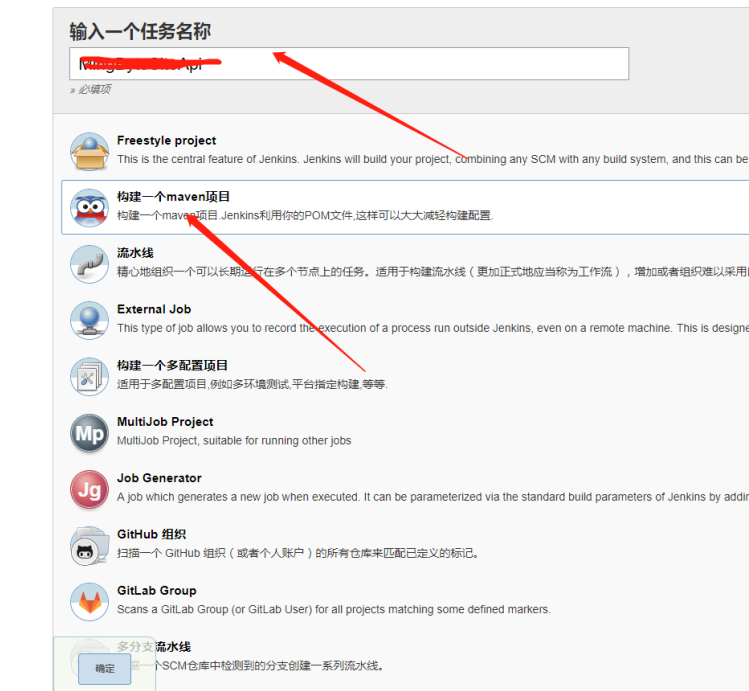 输入一个任务名称
» 必填项
Freestyle project
This is the central feature of Jenkins. Jenkins will build your project, combining any SCM with any build system, and this can be
构建一个maven项目
构建一个maven项目.Jenkins利用你的POM文件,这样可以大大减轻构建配置.
流水线
精心地组织一个可以长期运行在多个节点上的任务。适用于构建流水线（更加正式地应当称为工作流），增加或者组织难以采用
External Job
This type of job allows you to record the execution of a process run outside Jenkins, even on a remote machine. This is designe
构建一个多配置项目
适用于多配置项目,例如多环境测试,平台指定构建,等等.
Mp
MultiJob Project
MultiJob Project, suitable for running other jobs
Jg
Job Generator
A job which generates a new job when executed. It can be parameterized via the standard build parameters of Jenkins by addin
GitHub 组织
扫描一个 GitHub 组织（或者个人账户）的所有仓库来匹配已定义的标记。
GitLab Group
Scans a GitLab Group (or GitLab User) for all projects matching some defined markers.
多分支流水线
个SCM仓库中检测到的分支创建一系列流水线。
确定